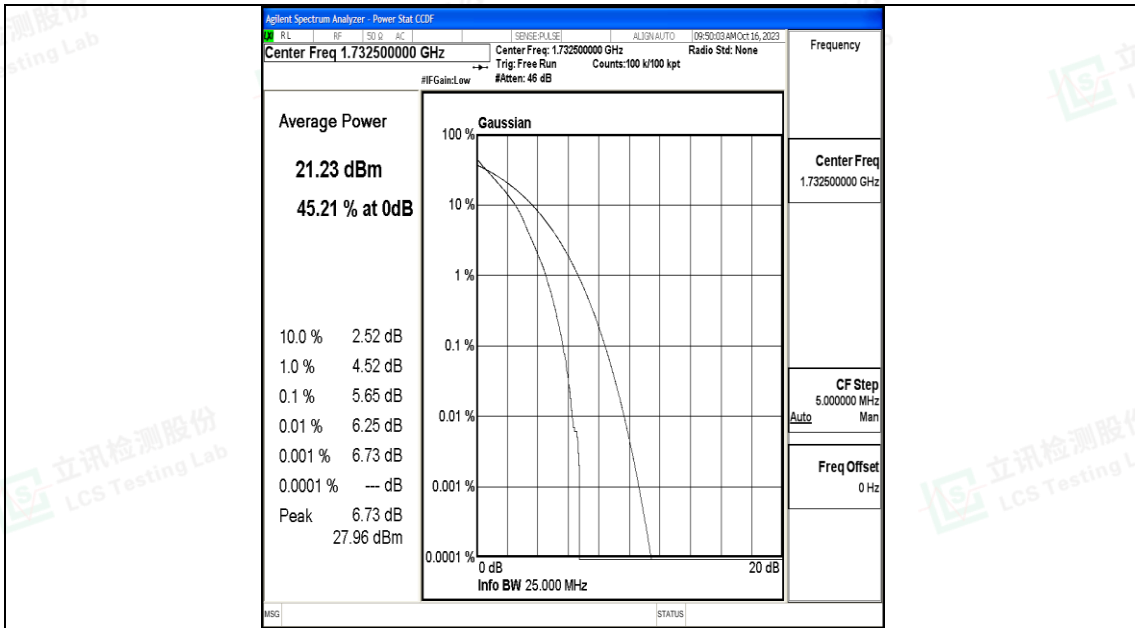 Agilent Spectrum Analyzer - Power Stat CCDF
RL RF 50 Ω AC SENSE:PULSE ALIGN AUTO 09:50:03 AM Oct 16, 2023
Center Freq 1.732500000 GHz
Center Freq: 1.732500000 GHz Radio Std: None
Trig: Free Run Counts:100 k/100 kpt
#IFGain:Low #Atten: 46 dB
Frequency
Average Power
21.23 dBm
45.21 % at 0dB
10.0 % 2.52 dB
1.0 % 4.52 dB
0.1 % 5.65 dB
0.01 % 6.25 dB
0.001 % 6.73 dB
0.0001 % --- dB
Peak 6.73 dB
27.96 dBm
Gaussian
100 %
10 %
1 %
0.1 %
0.01 %
0.001 %
0.0001 %
0 dB 20 dB
Info BW 25.000 MHz
Center Freq
1.732500000 GHz
CF Step
5.000000 MHz
Auto Man
Freq Offset
0 Hz
MSG STATUS
立讯检测股份
LCS Testing Lab
立讯检测股份
LCS Testing L
测股份
sting Lab